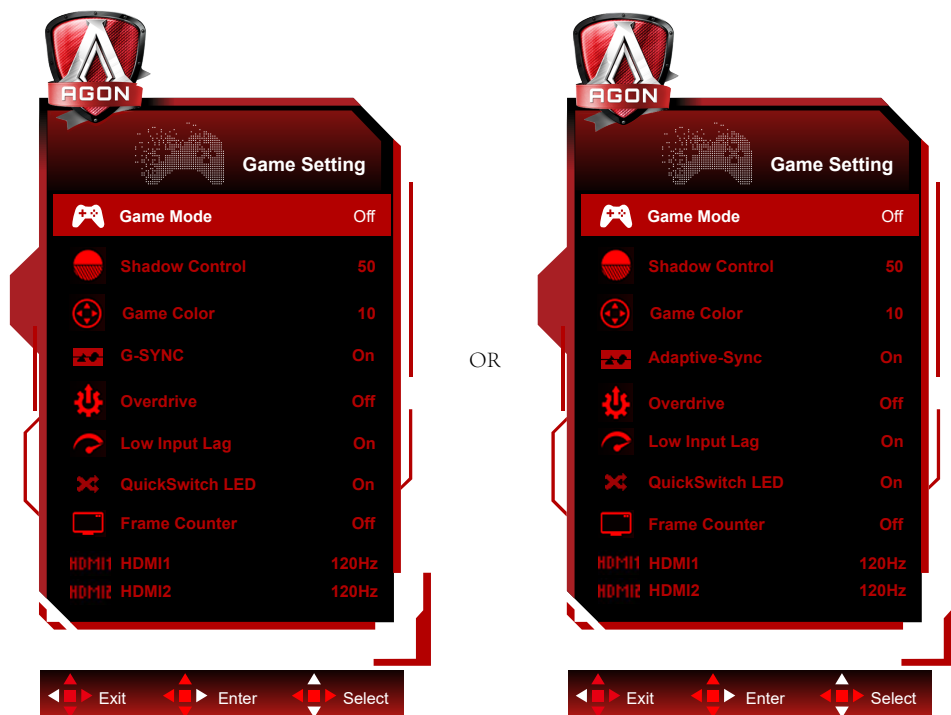 AGON
Game Setting
Game Mode Off
Shadow Control 50
Game Color 10
G-SYNC On
Overdrive Off
Low Input Lag On
QuickSwitch LED On
Frame Counter Off
HDMI1 HDMI1 120Hz
HDMI2 HDMI2 120Hz
Exit Enter Select
OR
AGON
Game Setting
Game Mode Off
Shadow Control 50
Game Color 10
Adaptive-Sync On
Overdrive Off
Low Input Lag On
QuickSwitch LED On
Frame Counter Off
HDMI1 HDMI1 120Hz
HDMI2 HDMI2 120Hz
Exit Enter Select